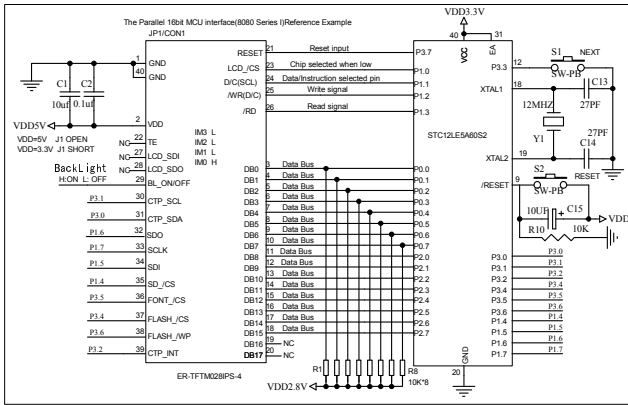 The Parallel 16bit MCU interface(8080 Series I)Reference Example
JP1/CON1
VDD3.3V
40
31
VCC
EA
1
GND
40
GND
C1
C2
10uf
0.1uf
VDD5V
2
VDD
VDD=5V J1 OPEN
VDD=3.3V J1 SHORT
NC
22
TE
NC
27
LCD_SDI
NC
28
LCD_SDO
BackLight
H:ON L: OFF
29
BL_ON/OFF
P3.1
30
CTP_SCL
P3.0
31
CTP_SDA
P1.6
32
SDO
P1.7
33
SCLK
P1.5
34
SDI
P1.4
35
SD_/CS
P3.5
36
FONT_/CS
P3.4
37
FLASH_/CS
P3.6
38
FLASH_/WP
P3.2
39
CTP_INT
IM3 L
IM2 L
IM1 L
IM0 H
RESET 21 Reset input P3.7
LCD_/CS 23 Chip selected when low P1.0
D/C(SCL) 24 Data/Instruction selected pin P1.1
/WR(D/C) 25 Write signal P1.2
/RD 26 Read signal P1.3
DB0 3 Data Bus P0.0
DB1 4 Data Bus P0.1
DB2 5 Data Bus P0.2
DB3 6 Data Bus P0.3
DB4 7 Data Bus P0.4
DB5 8 Data Bus P0.5
DB6 9 Data Bus P0.6
DB7 10 Data Bus P0.7
DB8 11 Data Bus P2.0
DB9 12 Data Bus P2.1
DB10 13 Data Bus P2.2
DB11 14 Data Bus P2.3
DB12 15 Data Bus P2.4
DB13 16 Data Bus P2.5
DB14 17 Data Bus P2.6
DB15 18 Data Bus P2.7
DB16 19 NC
DB17 20 NC
ER-TFTM028IPS-4
R1
R8
10K*8
VDD2.8V
STC12LE5A60S2
GND
20
P3.3
12
S1
NEXT
SW-PB
XTAL1
18
C13
27PF
12MHZ
Y1
27PF
C14
XTAL2
19
S2
RESET
/RESET
9
SW-PB
10UF
+
C15
VDD
R10
10K
P3.0 P3.0
P3.1 P3.1
P3.2 P3.2
P3.4 P3.4
P3.5 P3.5
P3.6 P3.6
P1.4 P1.4
P1.5 P1.5
P1.6 P1.6
P1.7 P1.7